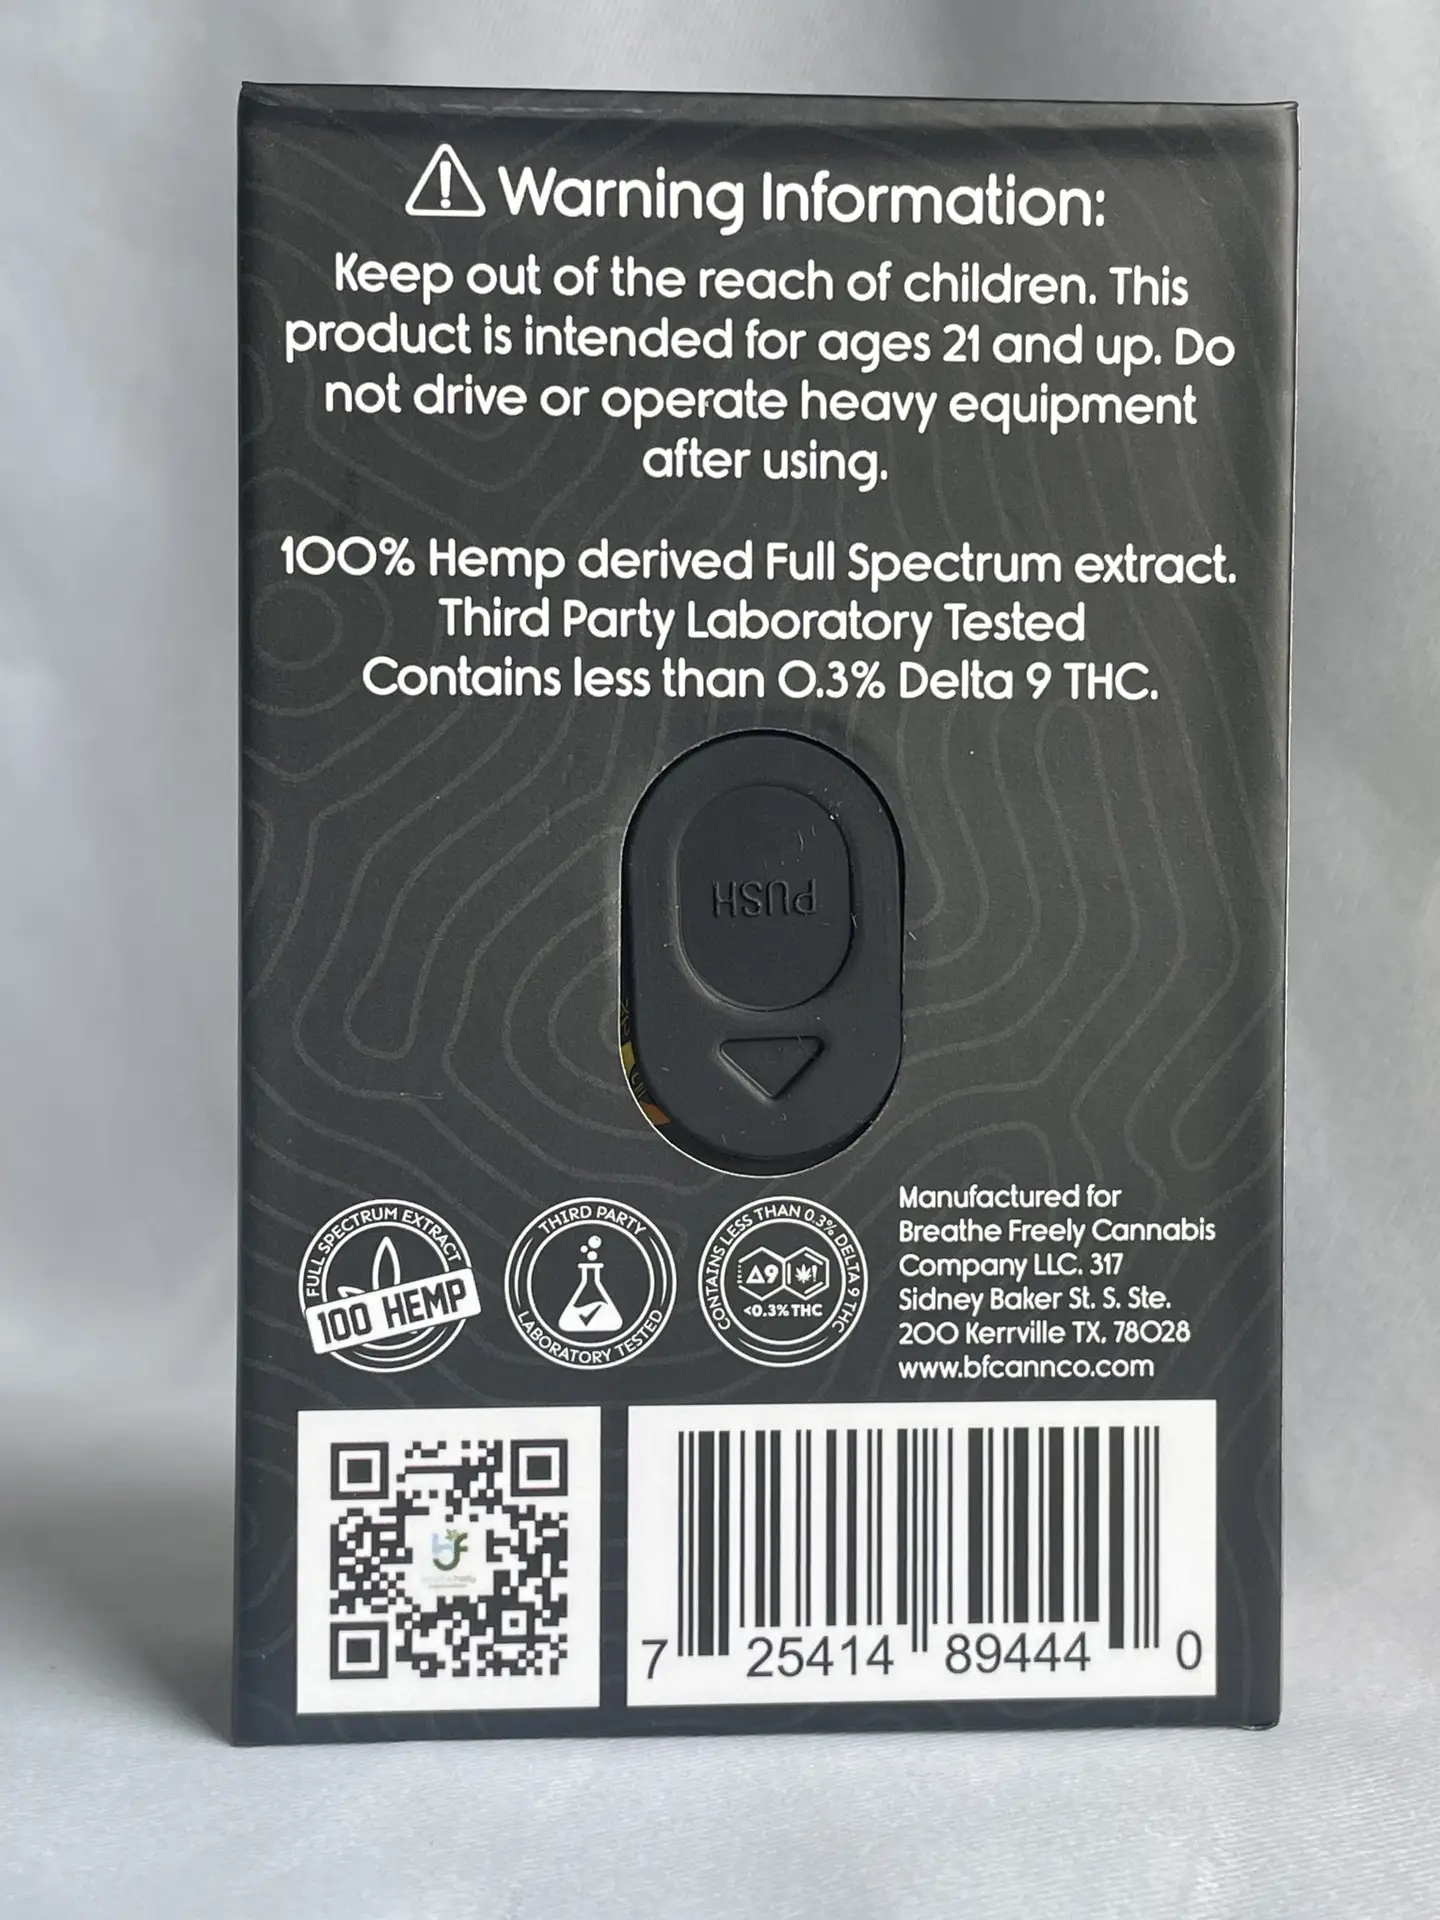 Warning Information:
Keep out of the reach of children. This
product is intended for ages 21 and up. Do
not drive or operate heavy equipment
after using.
100% Hemp derived Full Spectrum extract.
Third Party Laboratory Tested
Contains less than 0.3% Delta 9 THC.
PUSH
FULL SPECTRUM EXTRACT
100 HEMP
THIRD PARTY
LABORATORY TESTED
CONTAINS LESS THAN 0.3% DELTA 9 THC
Δ9
<0.3% THC
Manufactured for
Breathe Freely Cannabis
Company LLC. 317
Sidney Baker St. S. Ste.
200 Kerrville TX, 78028
www.bfcannco.com
bf
7 25414 89444 0